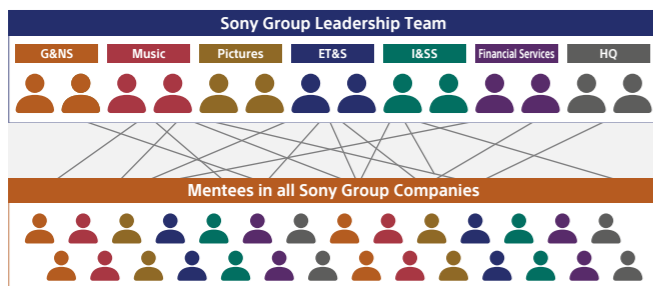 Sony Group Leadership Team
G&NS Music Pictures ET&S I&SS Financial Services HQ
Mentees in all Sony Group Companies